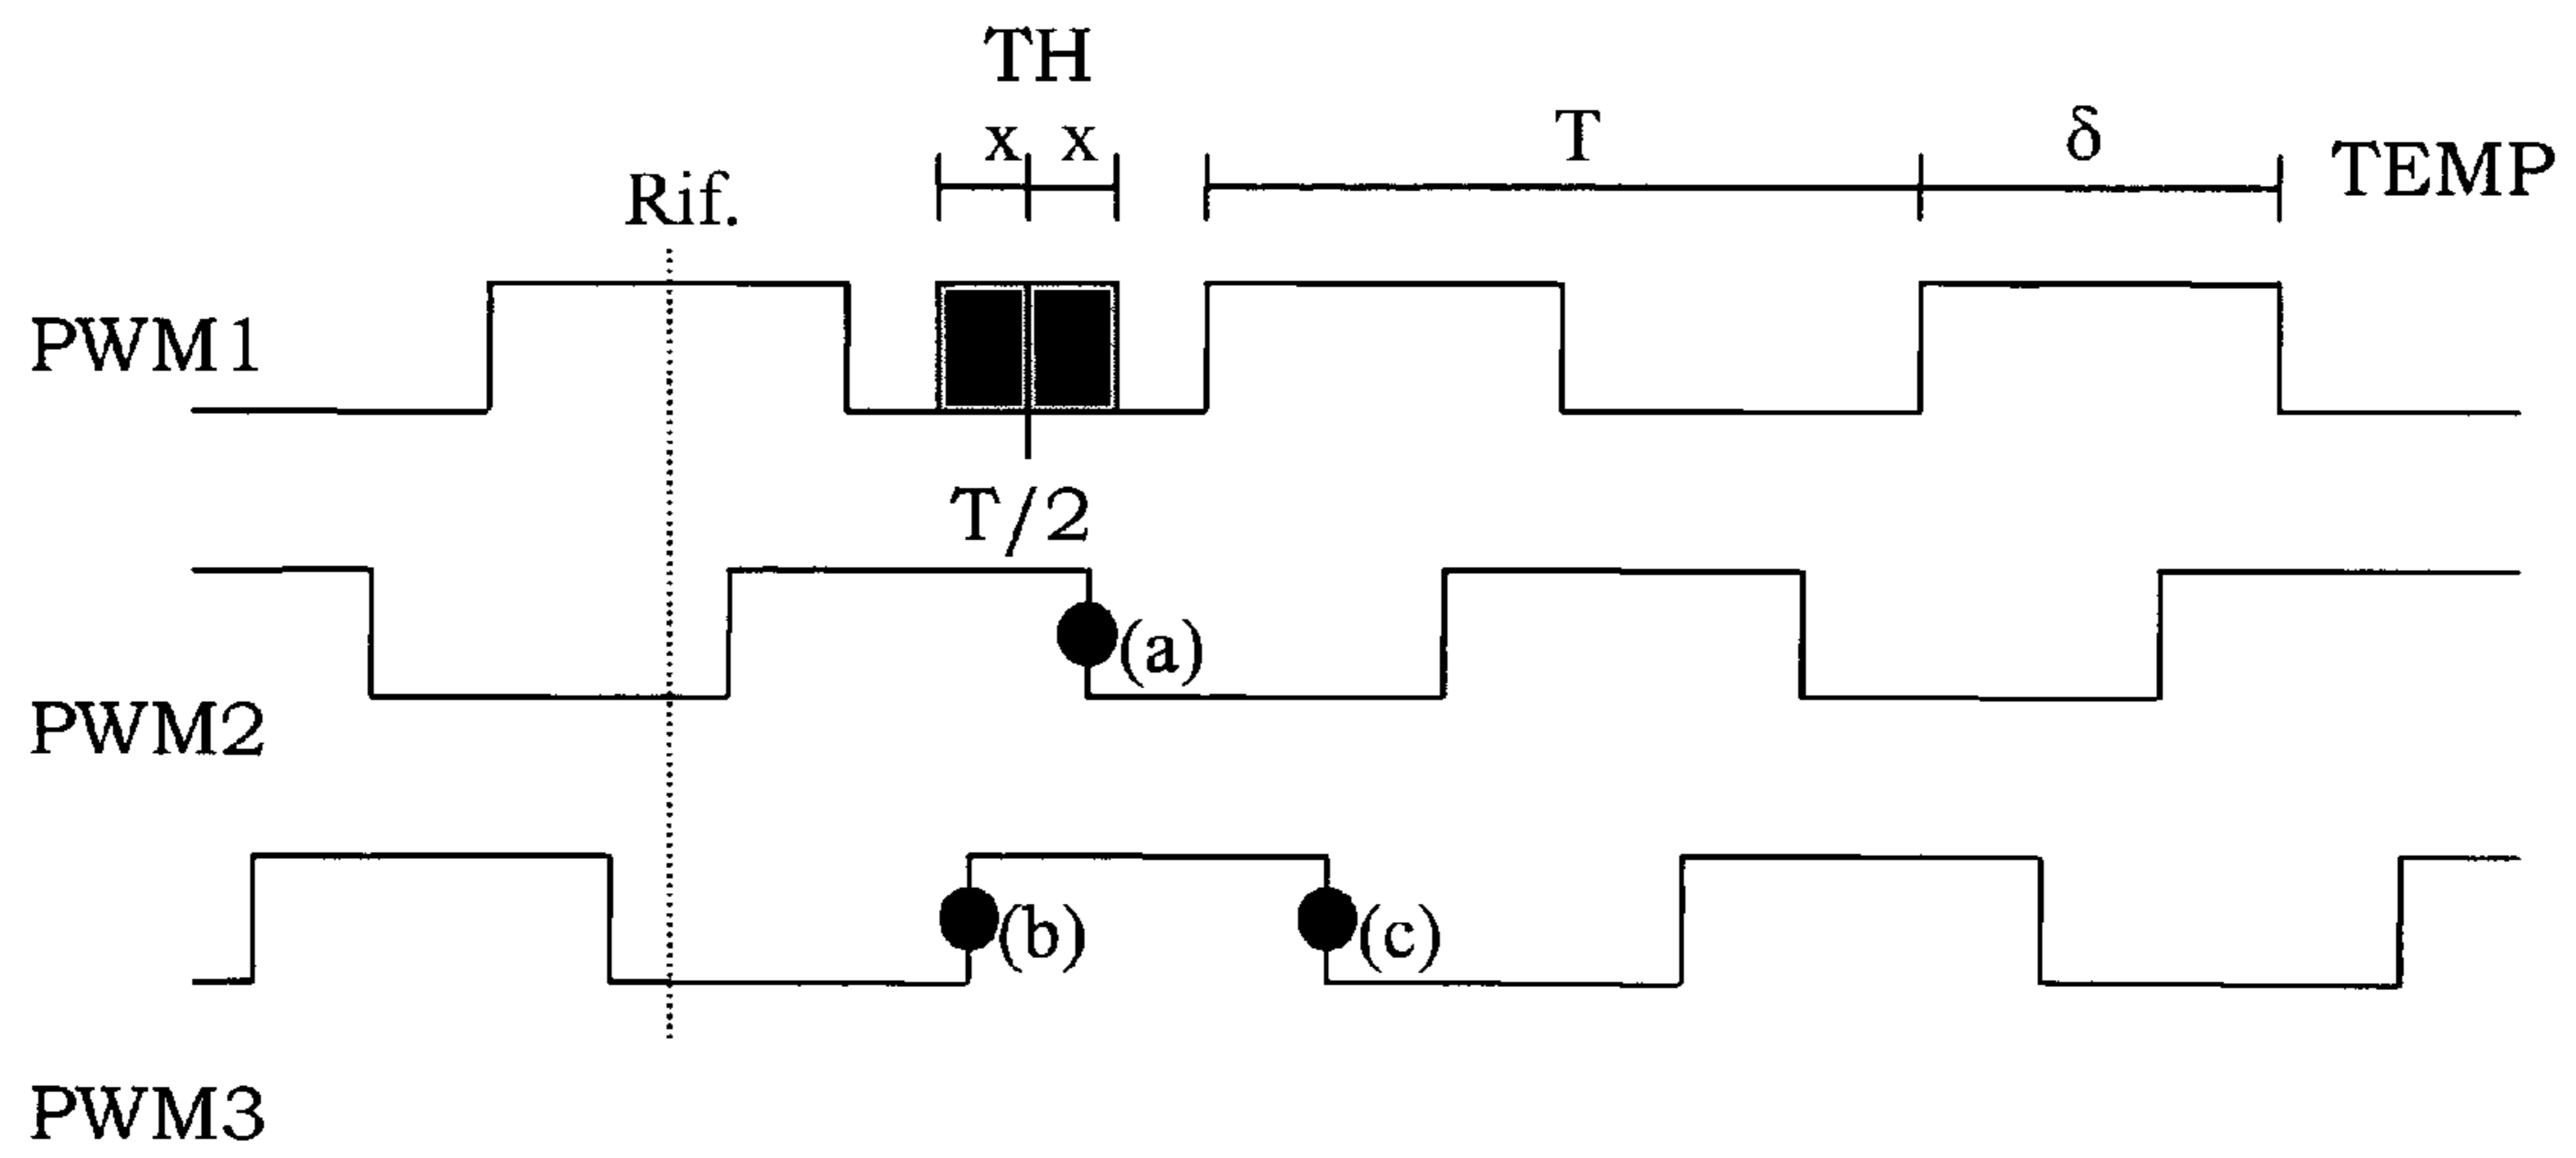 TH
x x
T
δ
TEMP
Rif.
PWM1
T/2
(a)
PWM2
(b)
(c)
PWM3